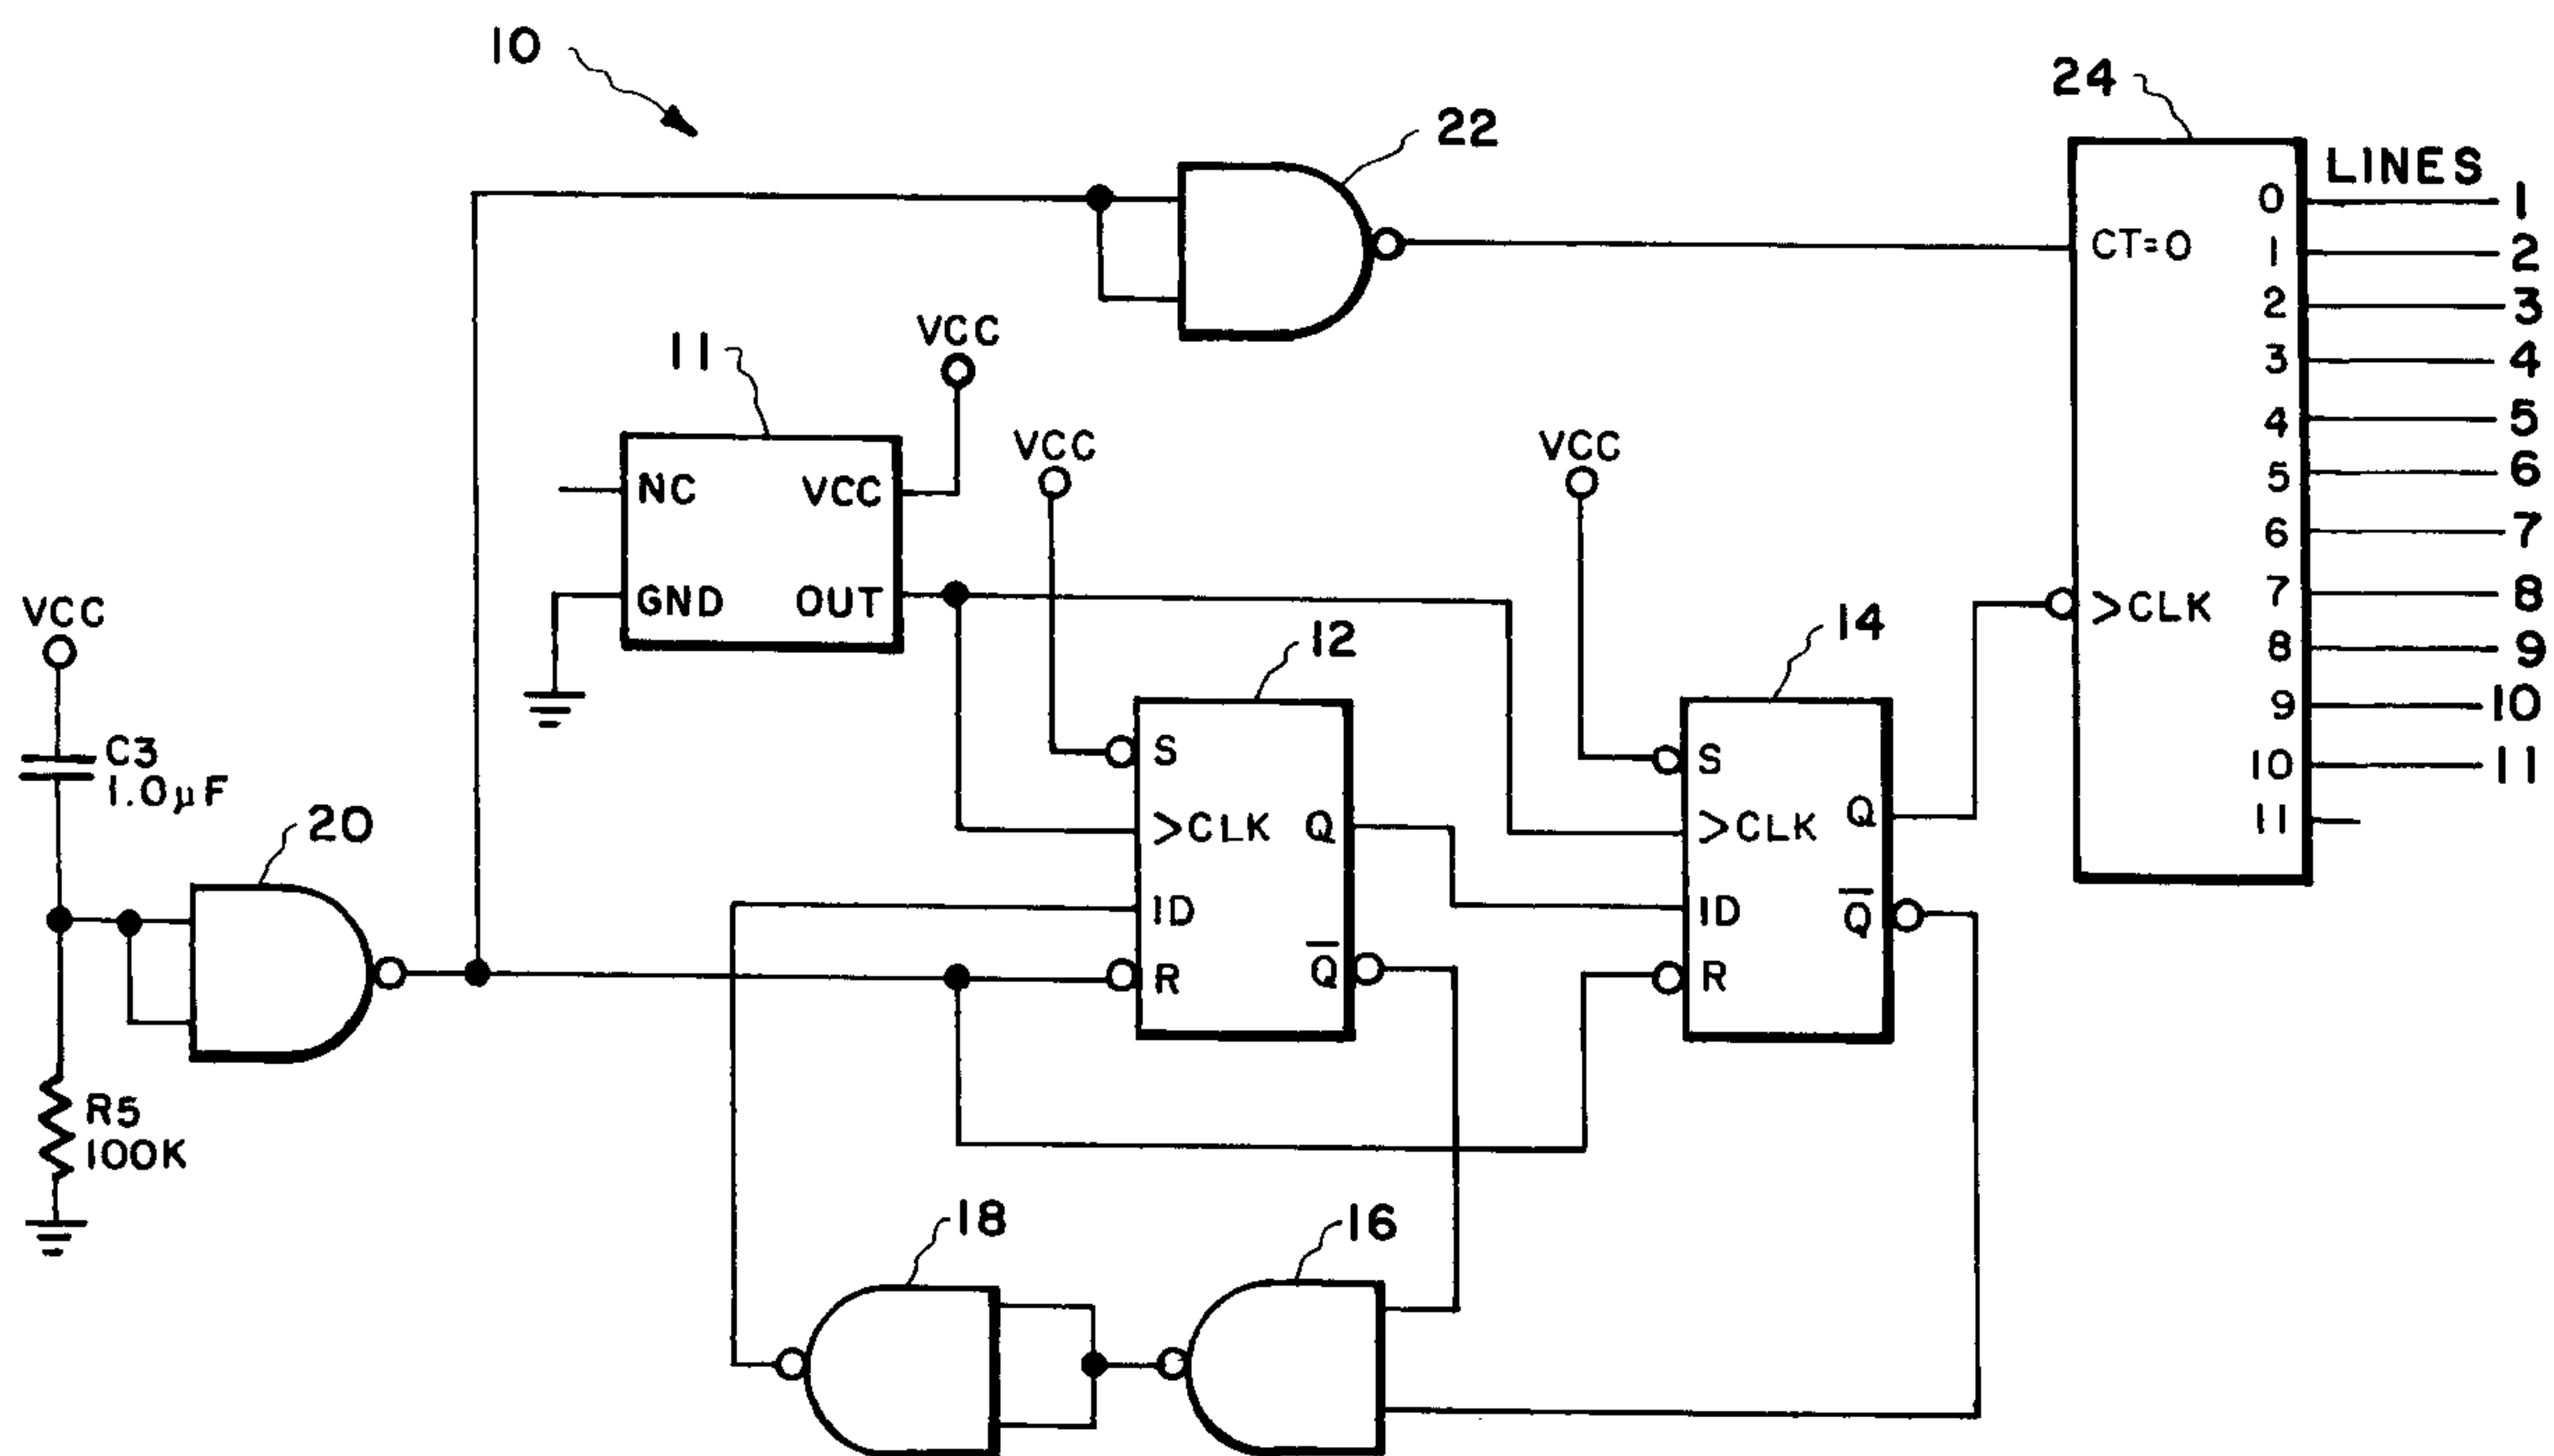 10
22
24
LINES
CT=0
0 1
1 2
2 3
3 4
4 5
5 6
6 7
7 8
8 9
9 10
10 11
11
>CLK
11
VCC
NC VCC
GND OUT
VCC
VCC
VCC
C3
1.0µF
20
R5
100K
12
S
>CLK Q
1D
R Q̅
14
S
>CLK Q
1D Q̅
R
18
16